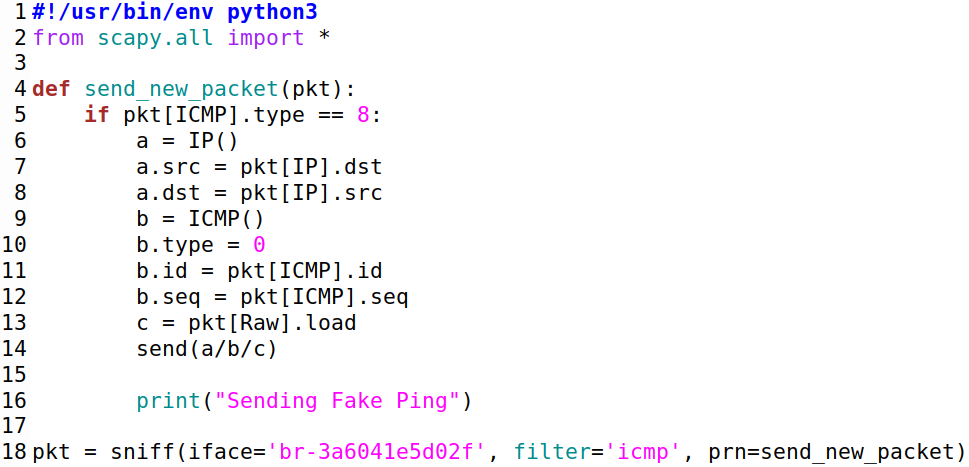 1 #!/usr/bin/env python3
2 from scapy.all import *
3
4 def send_new_packet(pkt):
5     if pkt[ICMP].type == 8:
6         a = IP()
7         a.src = pkt[IP].dst
8         a.dst = pkt[IP].src
9         b = ICMP()
10         b.type = 0
11         b.id = pkt[ICMP].id
12         b.seq = pkt[ICMP].seq
13         c = pkt[Raw].load
14         send(a/b/c)
15
16         print("Sending Fake Ping")
17
18 pkt = sniff(iface='br-3a6041e5d02f', filter='icmp', prn=send_new_packet)